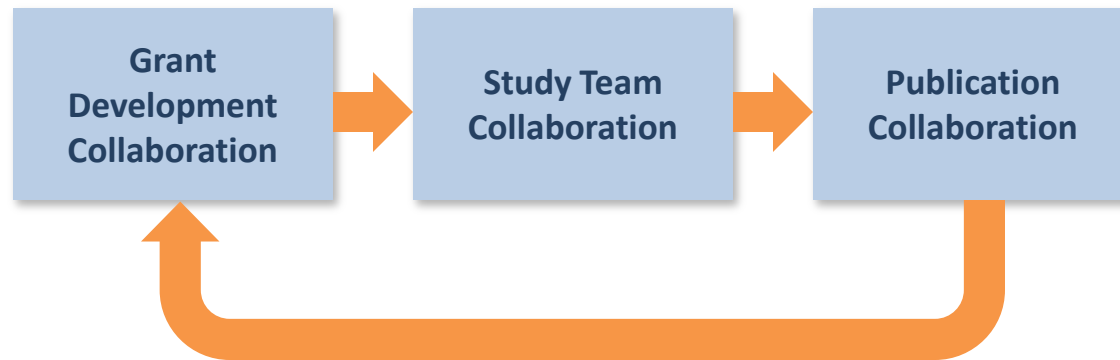 Grant
Development
Collaboration
Study Team
Collaboration
Publication
Collaboration